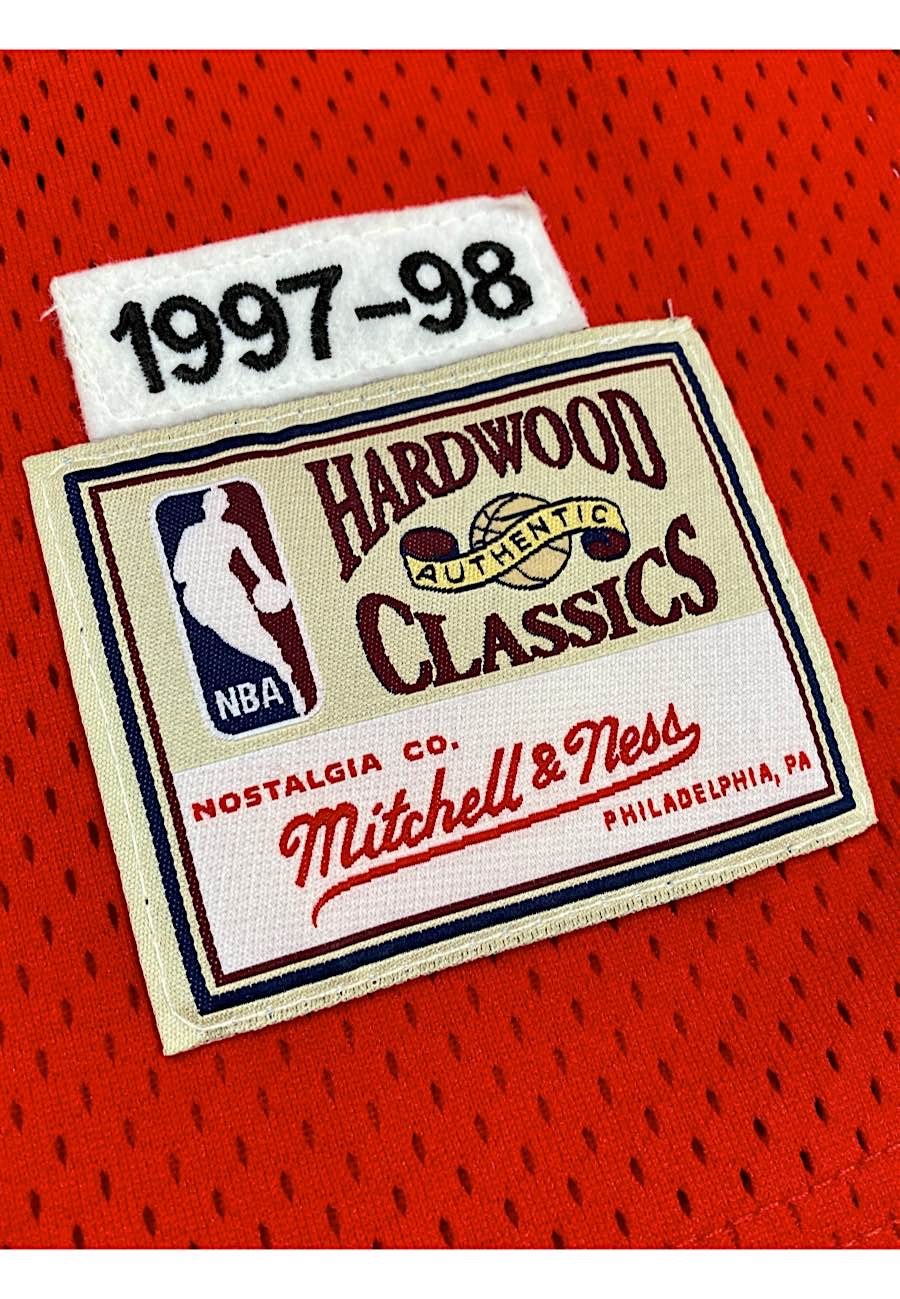 1997-98
HARDWOOD
AUTHENTIC
CLASSICS
NBA
NOSTALGIA CO.
Mitchell & Ness
PHILADELPHIA, PA